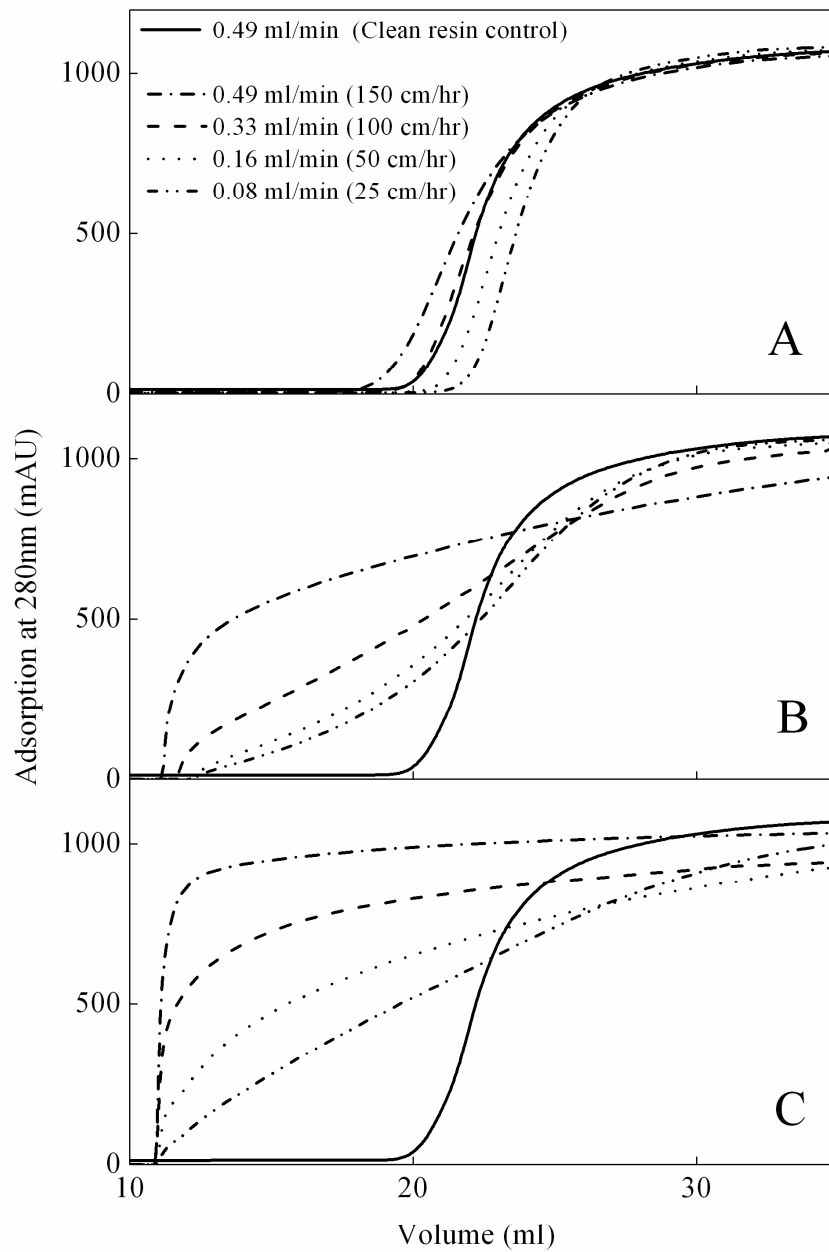 0.49 ml/min (Clean resin control)
0.49 ml/min (150 cm/hr)
0.33 ml/min (100 cm/hr)
0.16 ml/min (50 cm/hr)
0.08 ml/min (25 cm/hr)
1000
500
0
A
1000
500
0
B
1000
500
0
C
10
20
30
Adsorption at 280nm (mAU)
Volume (ml)